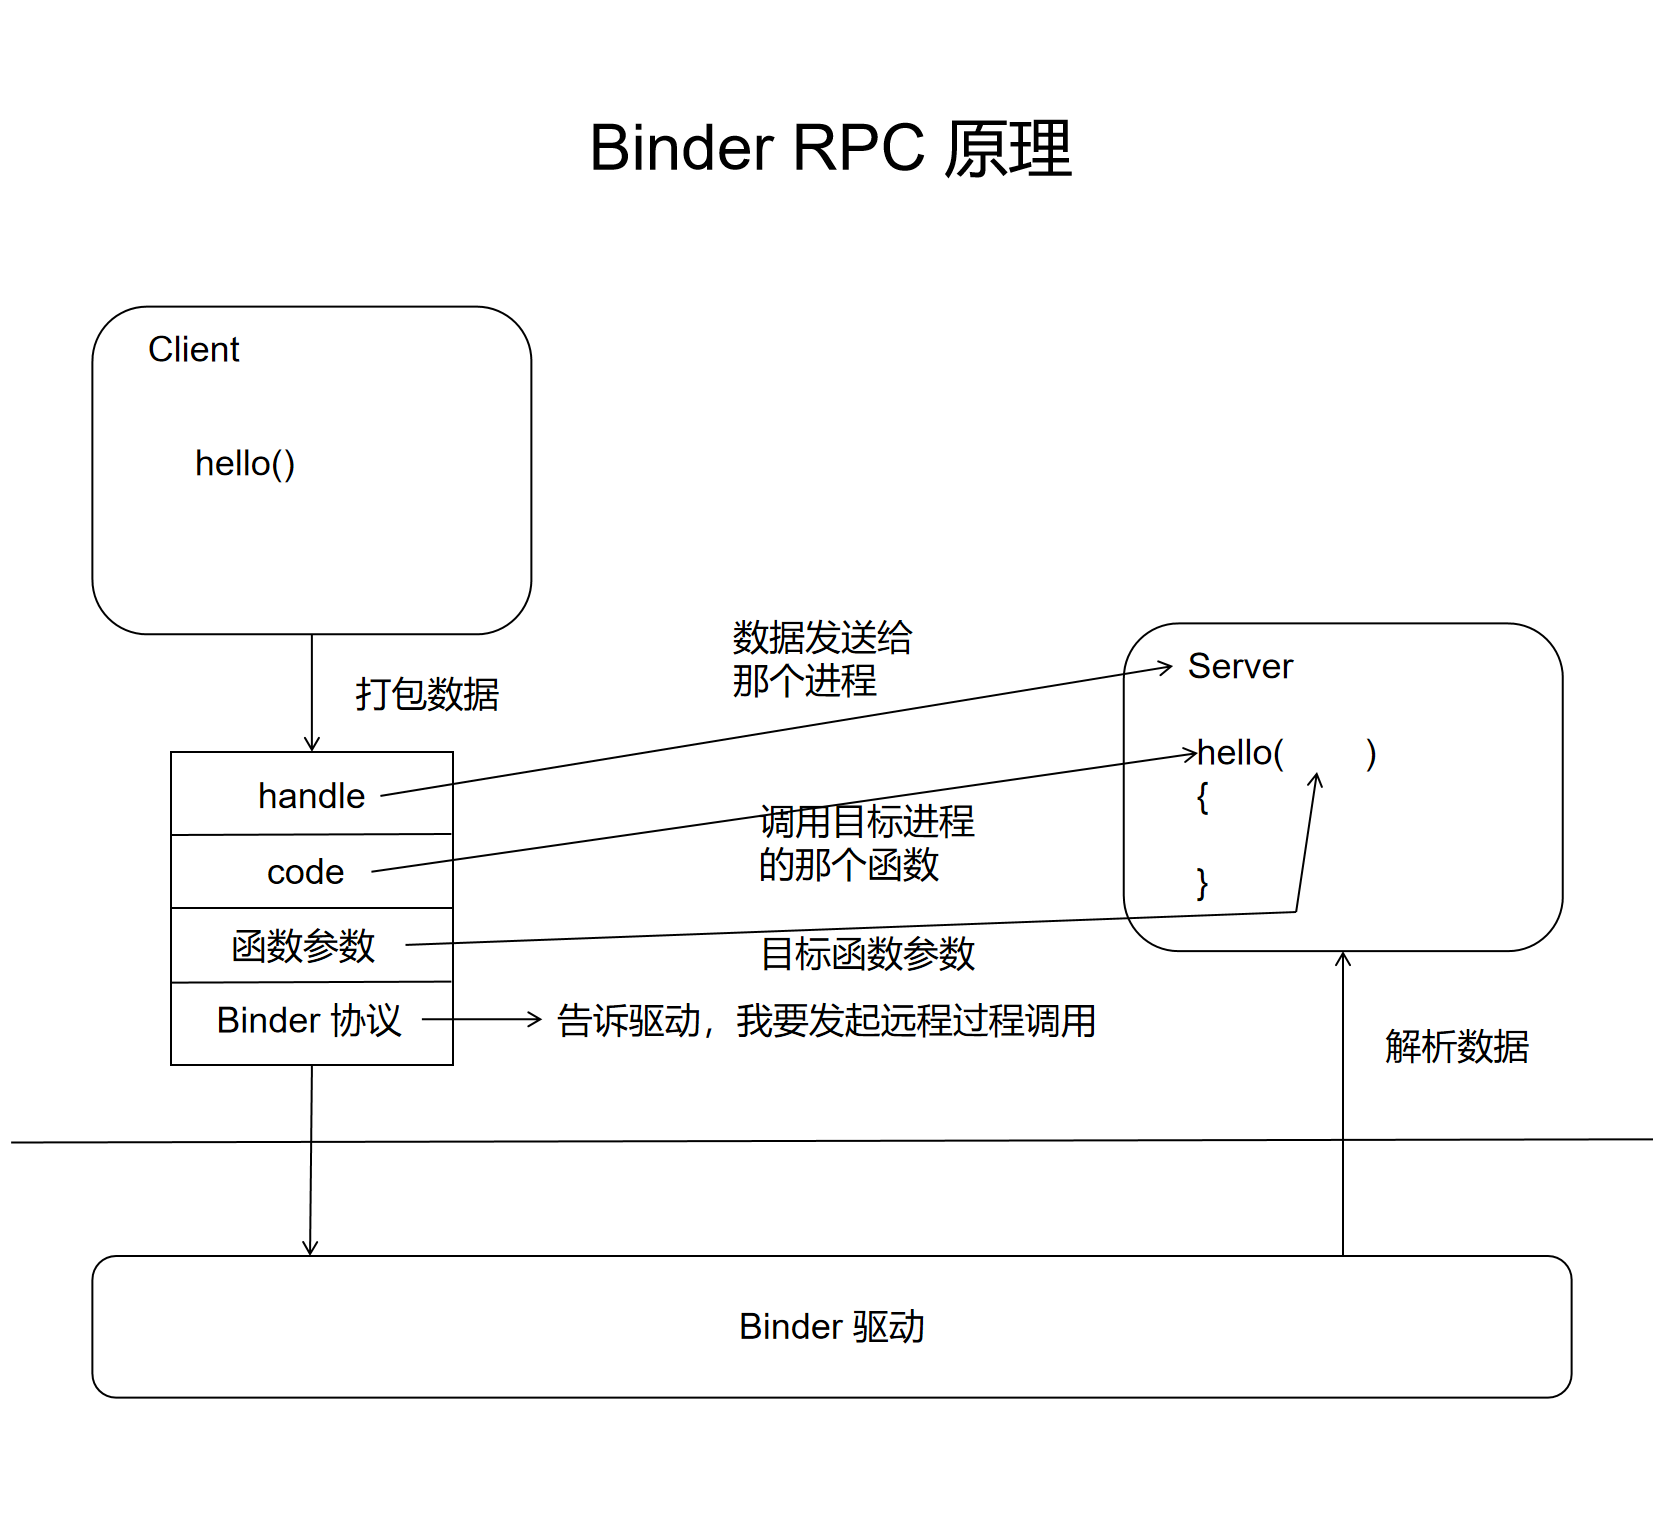 Binder RPC 原理
Client
hello()
打包数据
数据发送给
那个进程
Server
hello( )
{
}
handle
code
调用目标进程
的那个函数
函数参数
目标函数参数
Binder 协议
告诉驱动，我要发起远程过程调用
解析数据
Binder 驱动